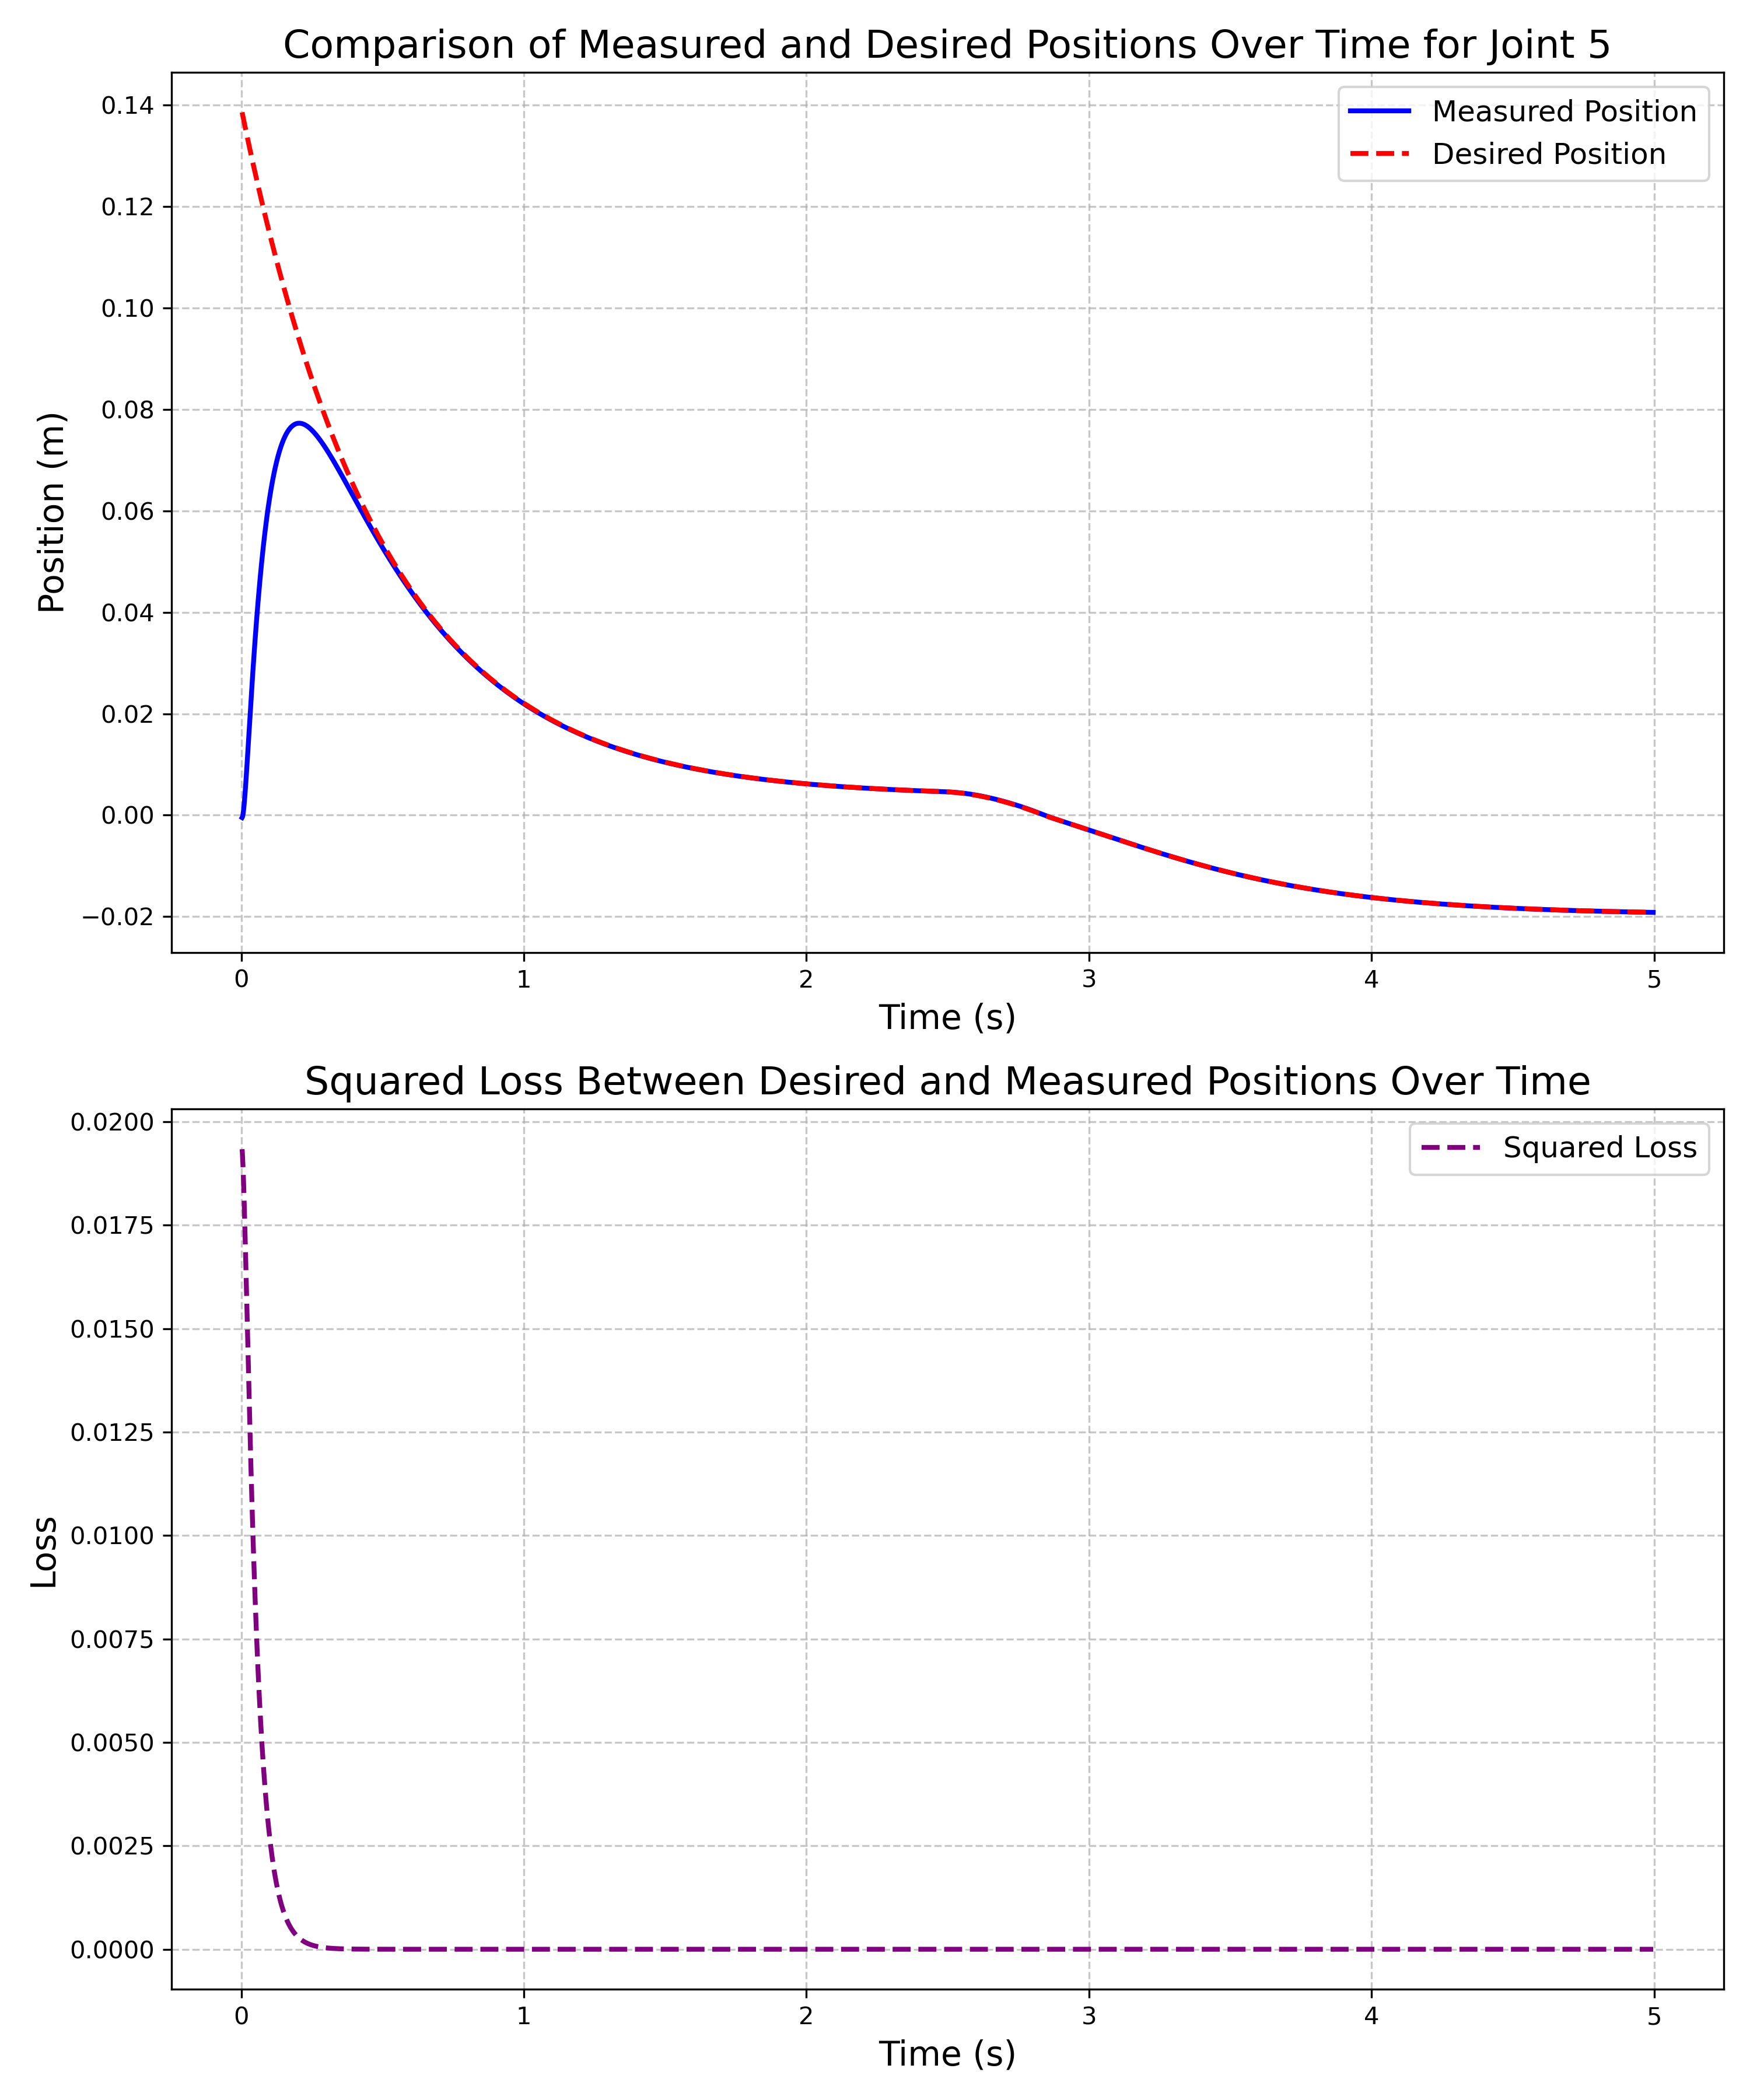 Comparison of Measured and Desired Positions Over Time for Joint 5
Measured Position
Desired Position
Position (m)
0.14
0.12
0.10
0.08
0.06
0.04
0.02
0.00
−0.02
0 1 2 3 4 5
Time (s)
Squared Loss Between Desired and Measured Positions Over Time
Squared Loss
Loss
0.0200
0.0175
0.0150
0.0125
0.0100
0.0075
0.0050
0.0025
0.0000
0 1 2 3 4 5
Time (s)